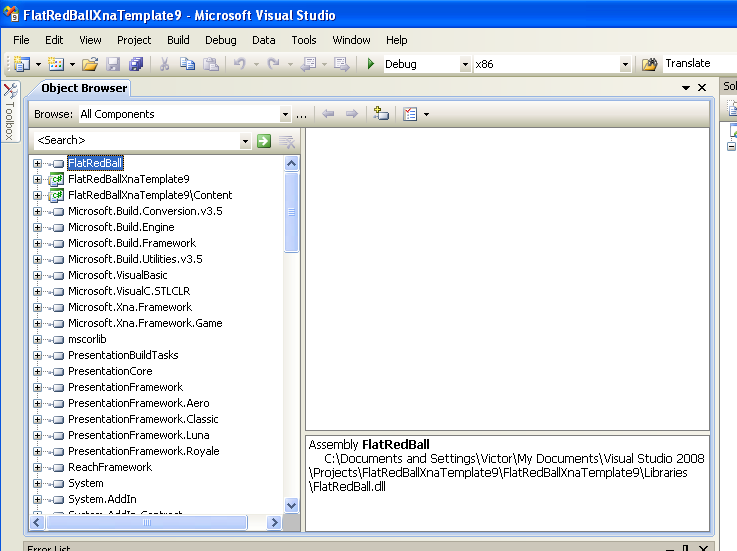 FlatRedBallXnaTemplate9 - Microsoft Visual Studio
File Edit View Project Build Debug Data Tools Window Help
Debug x86 Translate
Toolbox
Object Browser
Sol
Browse: All Components ...
<Search>
FlatRedBall
FlatRedBallXnaTemplate9
FlatRedBallXnaTemplate9\Content
Microsoft.Build.Conversion.v3.5
Microsoft.Build.Engine
Microsoft.Build.Framework
Microsoft.Build.Utilities.v3.5
Microsoft.VisualBasic
Microsoft.VisualC.STLCLR
Microsoft.Xna.Framework
Microsoft.Xna.Framework.Game
mscorlib
PresentationBuildTasks
PresentationCore
PresentationFramework
PresentationFramework.Aero
PresentationFramework.Classic
PresentationFramework.Luna
PresentationFramework.Royale
ReachFramework
System
System.AddIn
System.AddIn.Contract
Assembly FlatRedBall
C:\Documents and Settings\Victor\My Documents\Visual Studio 2008
\Projects\FlatRedBallXnaTemplate9\FlatRedBallXnaTemplate9\Libraries
\FlatRedBall.dll
Error List